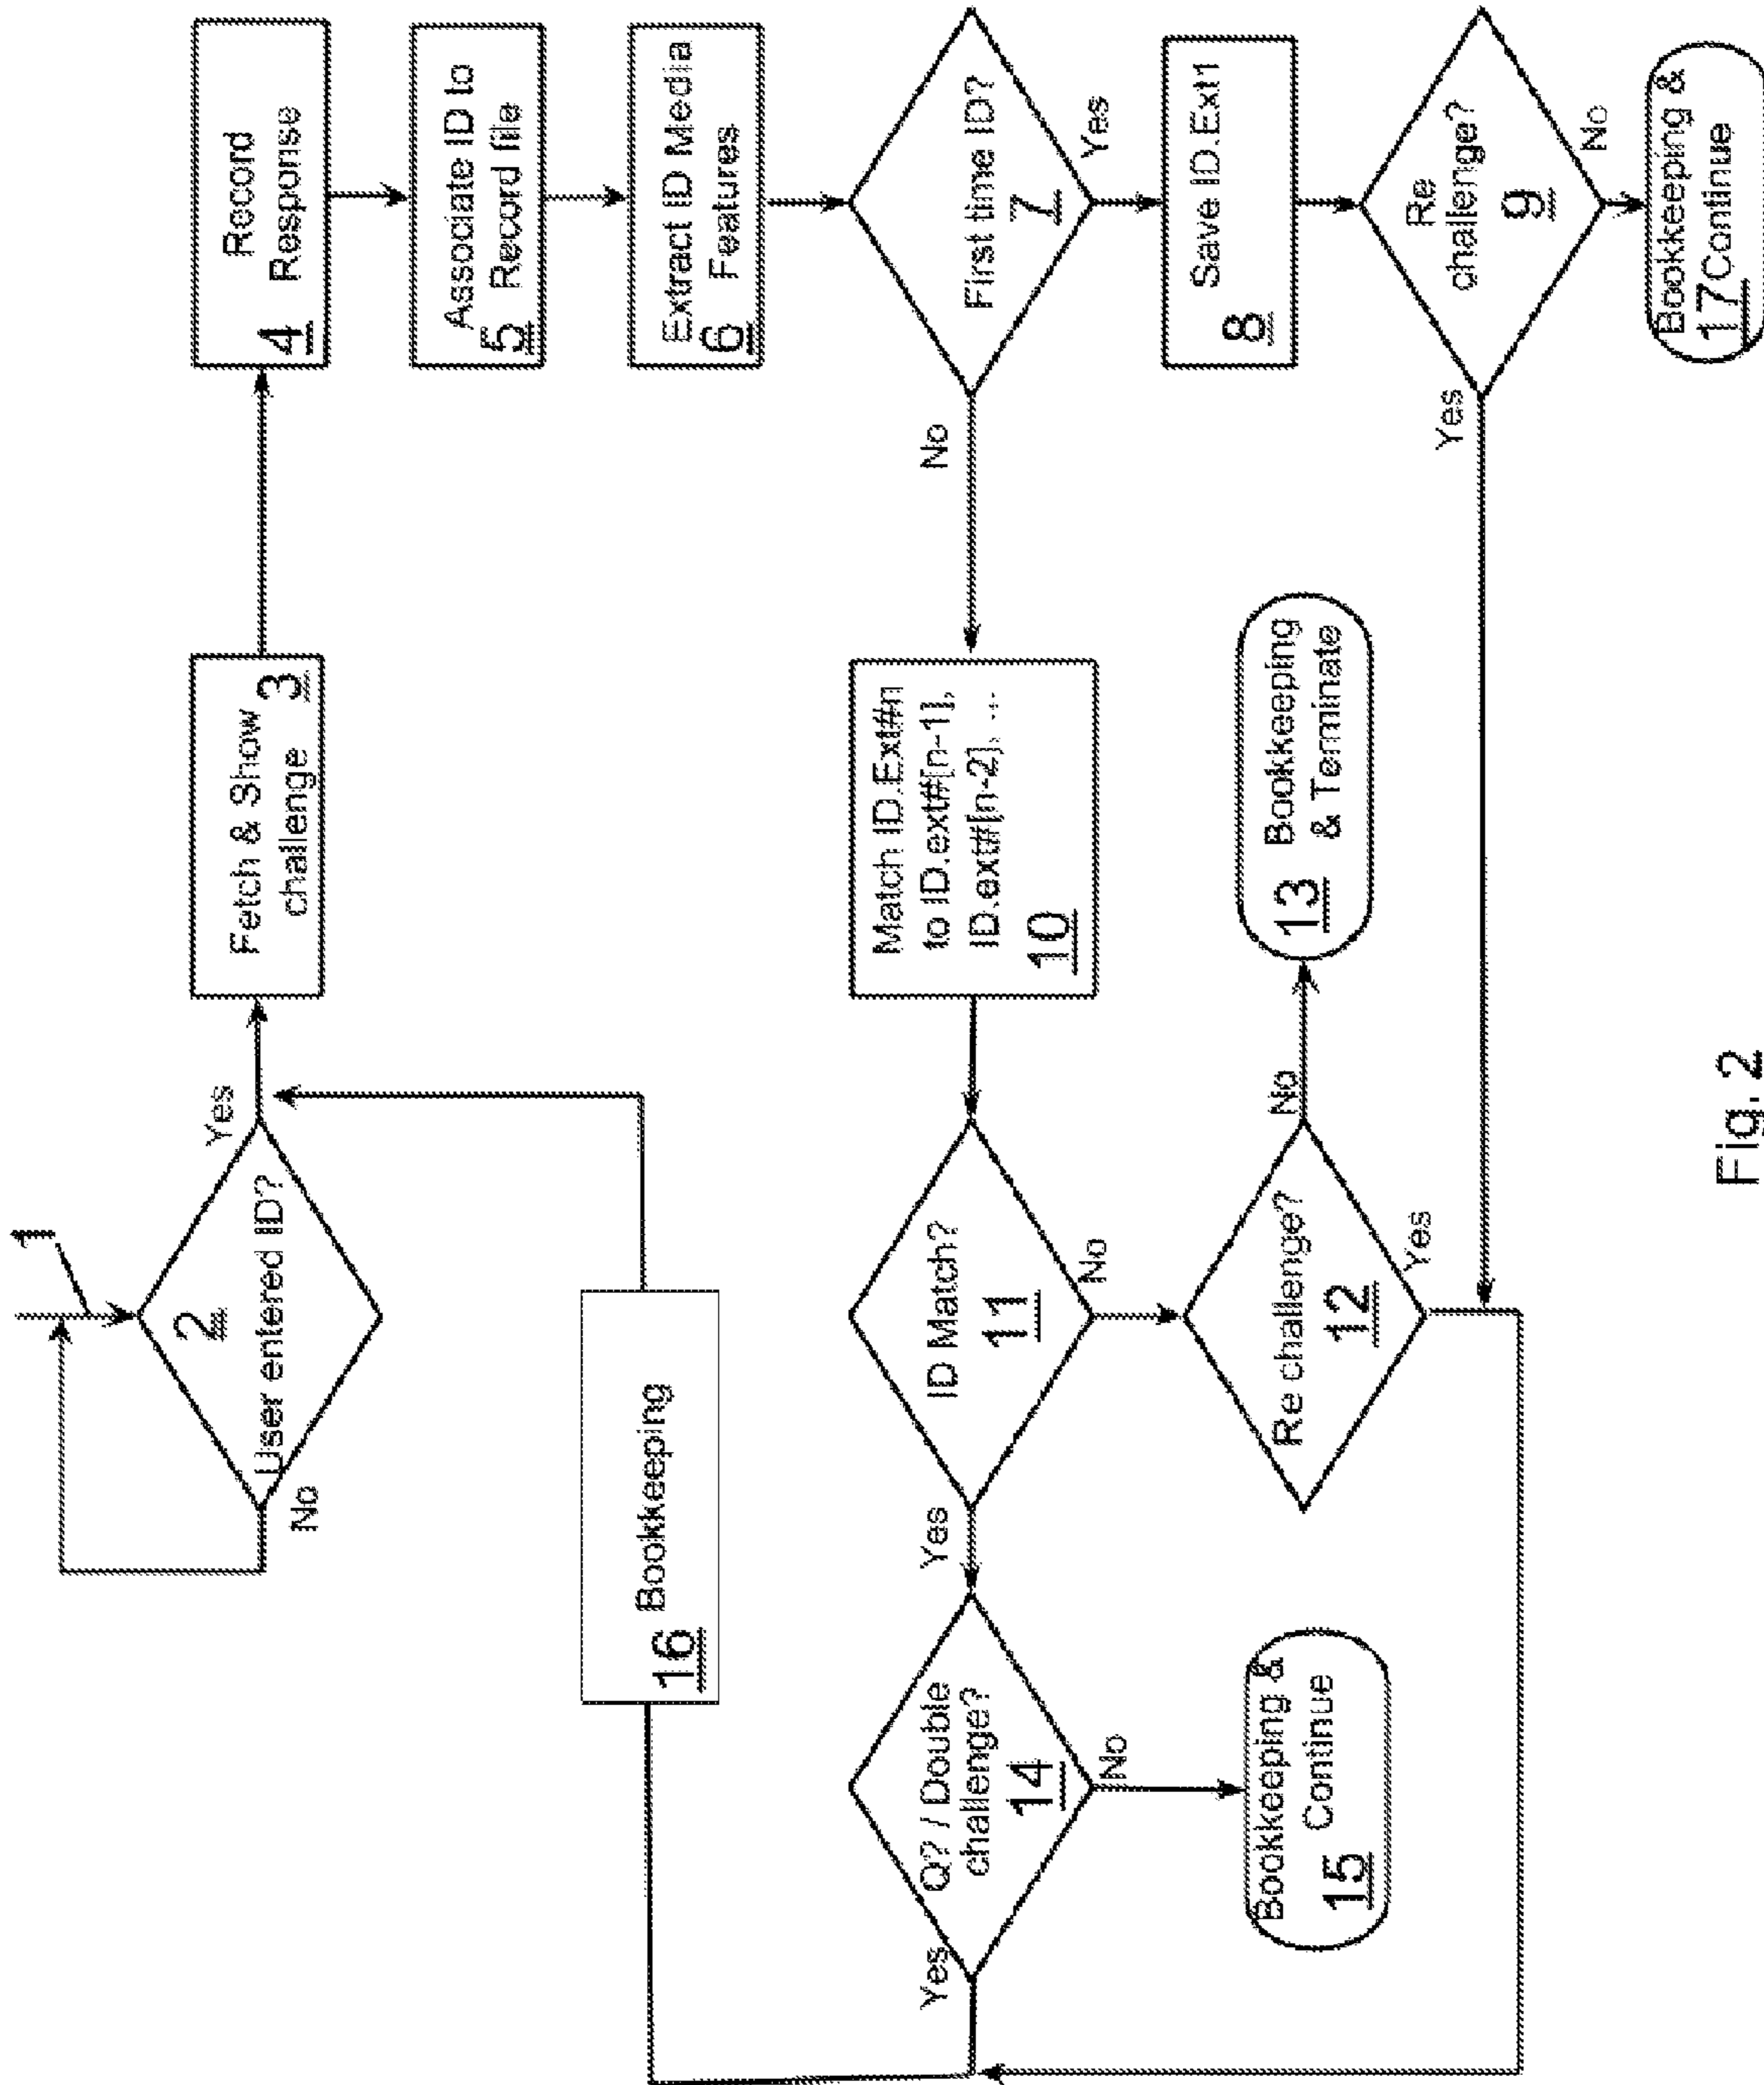 1
2
User entered ID?
No
Yes
Fetch & Show
challenge 3
Record
4 Response
Associate ID to
5 Record file
Extract ID Media
6 Features
First time ID?
7
Yes
No
Save ID.Ext1
8
Re
challenge?
9
Yes
No
Bookkeeping &
17 Continue
Match ID.Ext#n
to ID.ext#[n-1],
ID.ext#[n-2], ...
10
ID Match?
11
Yes
No
Re challenge?
12
No
Yes
13 Bookkeeping
& Terminate
Q? / Double
challenge?
14
Yes
No
Bookkeeping &
15 Continue
16 Bookkeeping
Fig. 2